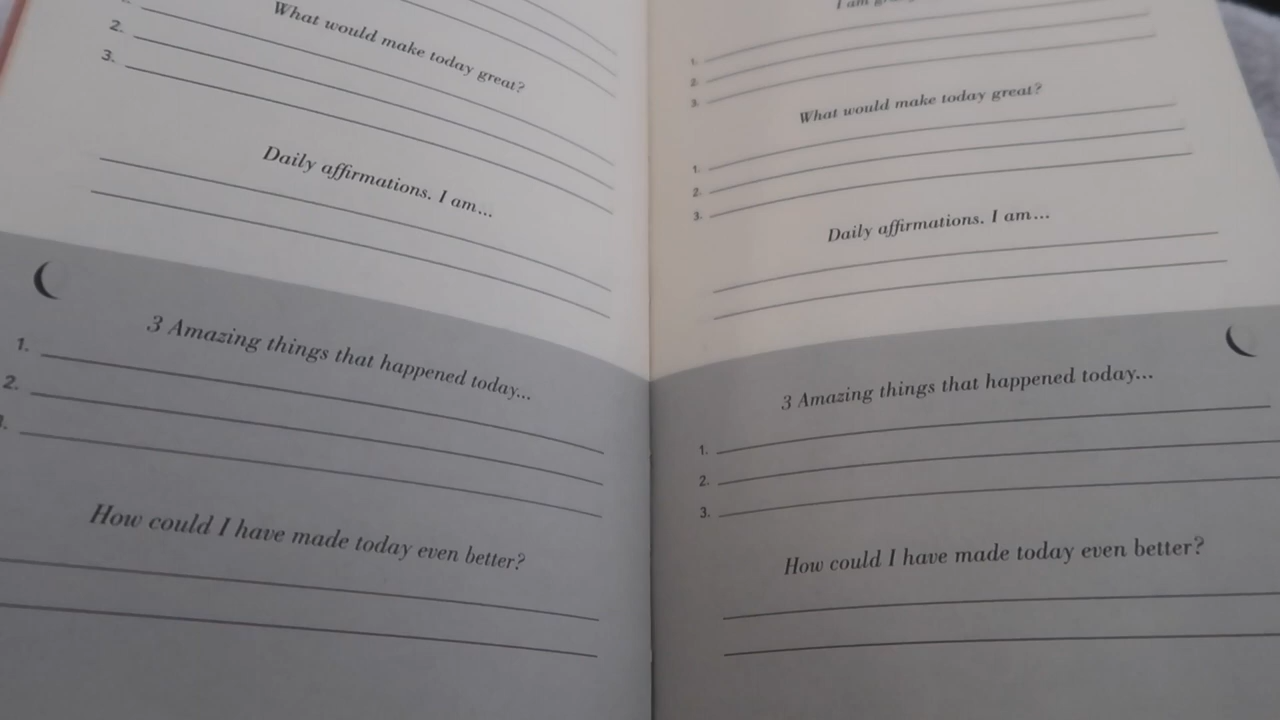 What would make today great?
2.
3.
Daily affirmations. I am...
3 Amazing things that happened today...
1.
2.
How could I have made today even better?
I am
1.
2.
3.
What would make today great?
1.
2.
3.
Daily affirmations. I am...
3 Amazing things that happened today...
1.
2.
3.
How could I have made today even better?